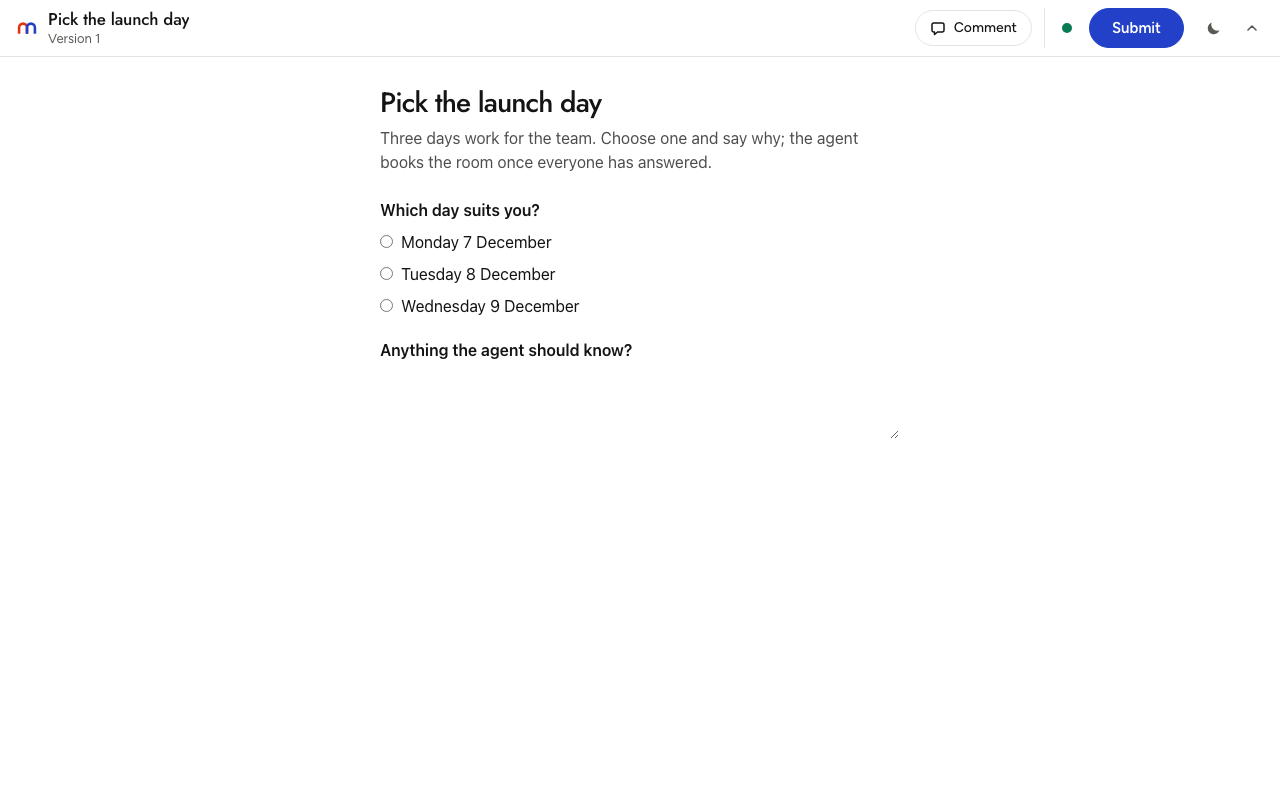 Pick the launch day
Version 1
Comment
Submit
Pick the launch day
Three days work for the team. Choose one and say why; the agent
books the room once everyone has answered.
Which day suits you?
Monday 7 December
Tuesday 8 December
Wednesday 9 December
Anything the agent should know?